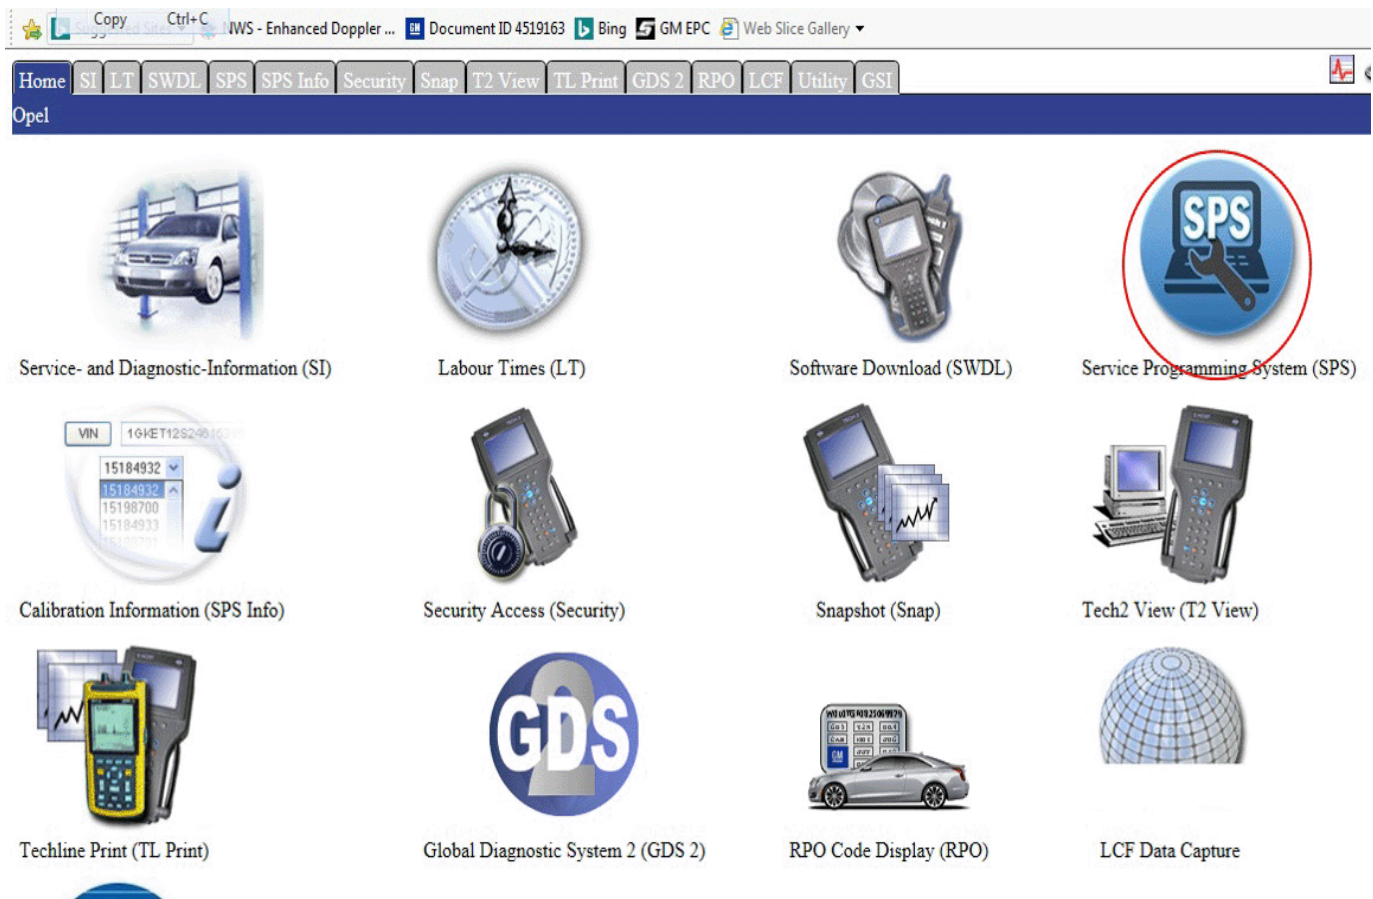 Copy Ctrl+C
NWS - Enhanced Doppler ... Document ID 4519163 Bing GM EPC Web Slice Gallery
Home SI LT SWDL SPS SPS Info Security Snap T2 View TL Print GDS 2 RPO LCF Utility GSI
Opel
SPS
Service- and Diagnostic-Information (SI) Labour Times (LT) Software Download (SWDL) Service Programming System (SPS)
VIN
15184932
15184932
15198700
15184933
Calibration Information (SPS Info) Security Access (Security) Snapshot (Snap) Tech2 View (T2 View)
GDS 2
GM
Techline Print (TL Print) Global Diagnostic System 2 (GDS 2) RPO Code Display (RPO) LCF Data Capture